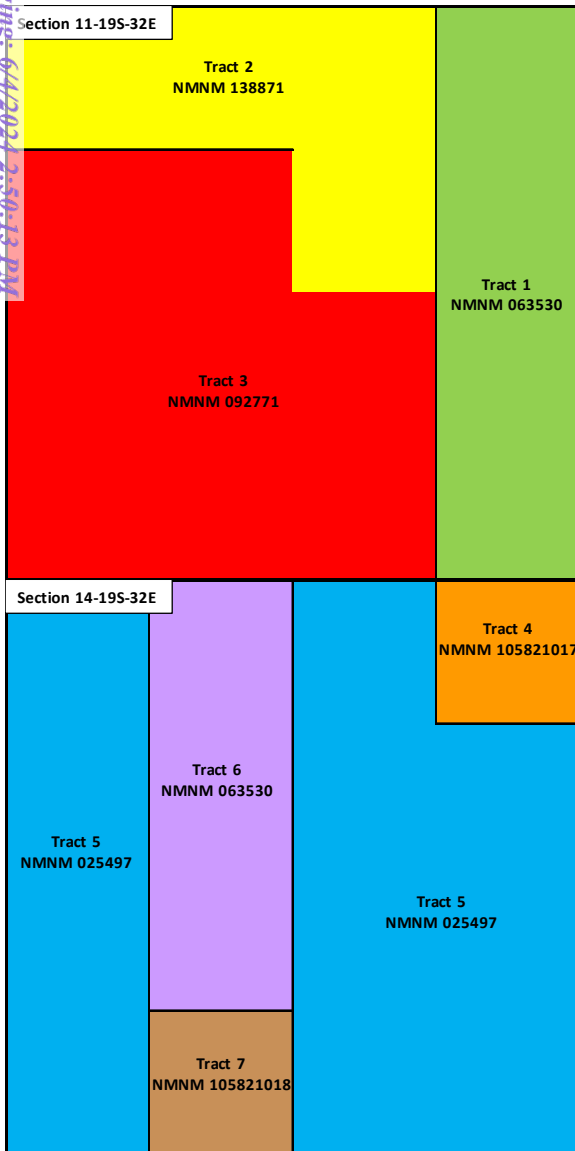 Section 11-19S-32E
Tract 2
NMNM 138871
Tract 1
NMNM 063530
Tract 3
NMNM 092771
Section 14-19S-32E
Tract 4
NMNM 105821017
Tract 6
NMNM 063530
Tract 5
NMNM 025497
Tract 5
NMNM 025497
Tract 7
NMNM 105821018